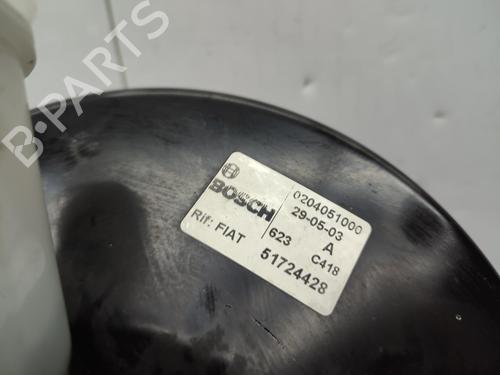 B-PARTS
BOSCH
0204051000
29-05-03
623
A
C418
Rif: FIAT
51724428